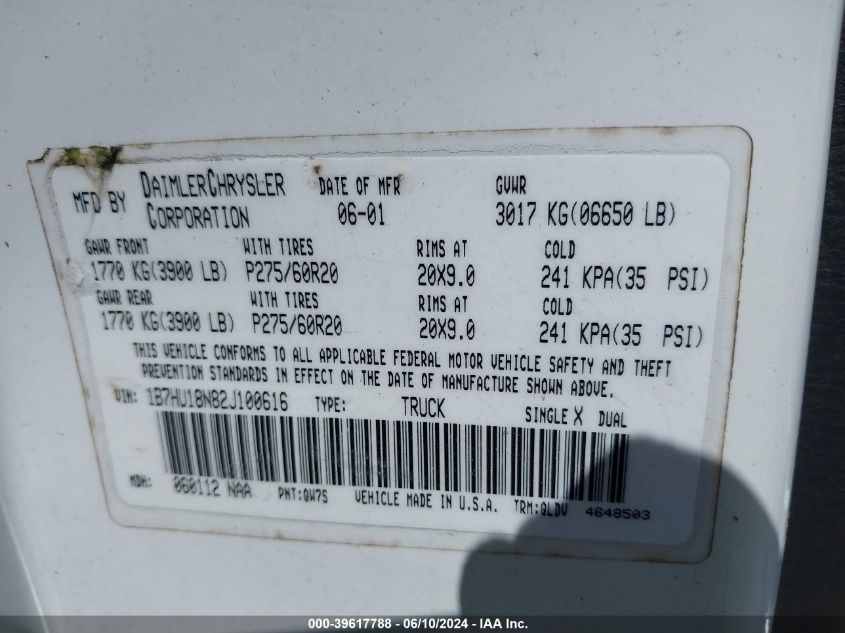 MFD BY DAIMLERCHRYSLER CORPORATION DATE OF MFR 06-01 GVWR 3017 KG(06650 LB)
GAWR FRONT WITH TIRES RIMS AT COLD
1770 KG(3900 LB) P275/60R20 20X9.0 241 KPA(35 PSI)
GAWR REAR WITH TIRES RIMS AT COLD
1770 KG(3900 LB) P275/60R20 20X9.0 241 KPA(35 PSI)
THIS VEHICLE CONFORMS TO ALL APPLICABLE FEDERAL MOTOR VEHICLE SAFETY AND THEFT
PREVENTION STANDARDS IN EFFECT ON THE DATE OF MANUFACTURE SHOWN ABOVE.
VIN: 1B7HU18N82J100616 TYPE: TRUCK SINGLE X DUAL
MDH: 060112 NAA PNT:QW7S VEHICLE MADE IN U.S.A. TRM:QLDV 4648503
000-39617788 - 06/10/2024 - IAA Inc.